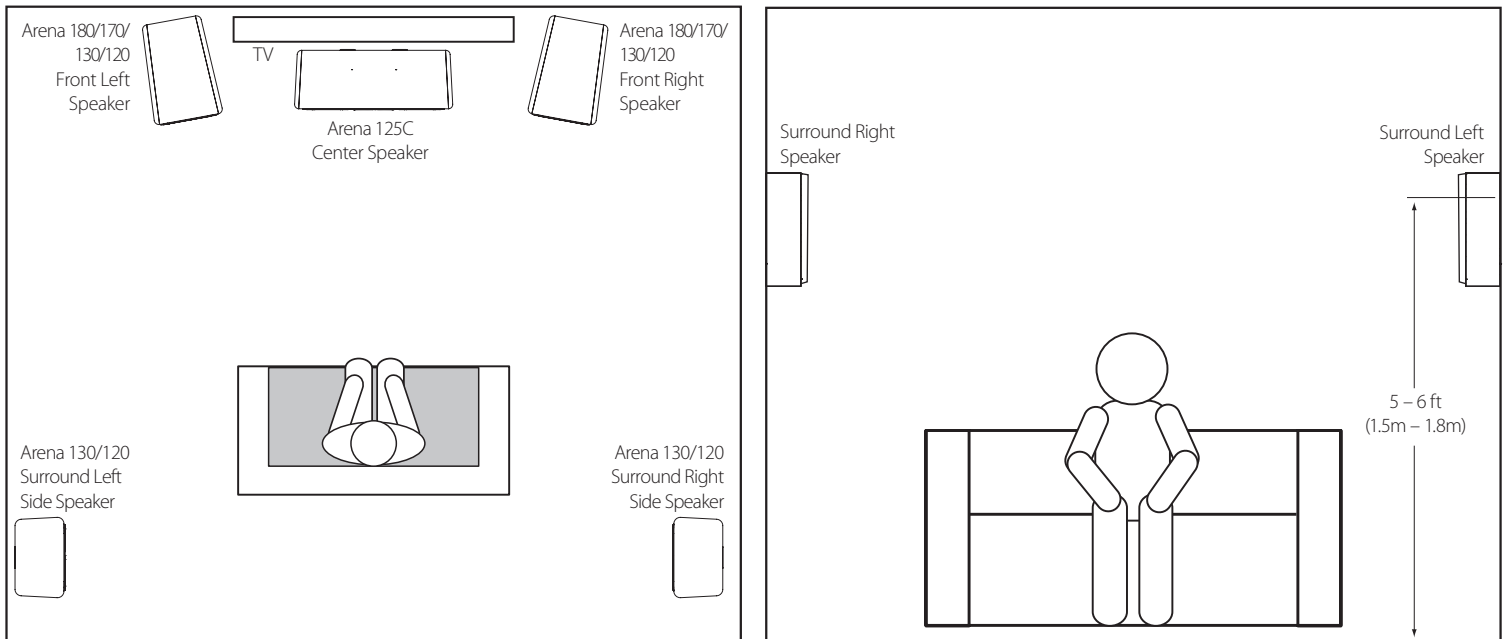 Arena 180/170/
130/120
Front Left
Speaker
TV
Arena 125C
Center Speaker
Arena 180/170/
130/120
Front Right
Speaker
Arena 130/120
Surround Left
Side Speaker
Arena 130/120
Surround Right
Side Speaker
Surround Right
Speaker
Surround Left
Speaker
5 – 6 ft
(1.5m – 1.8m)